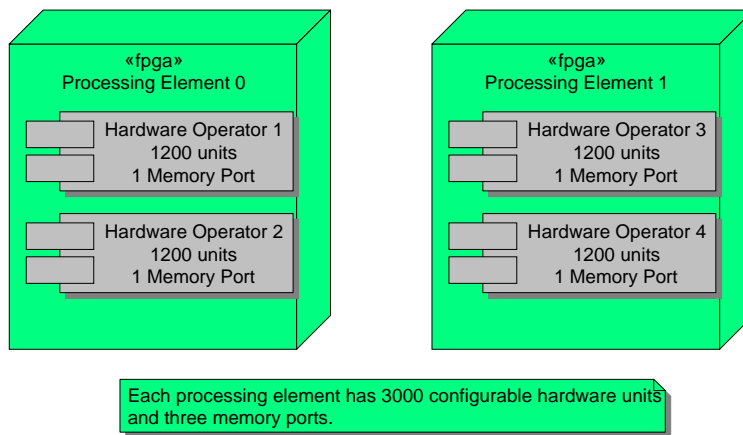 «fpga»
Processing Element 0
Hardware Operator 1
1200 units
1 Memory Port
Hardware Operator 2
1200 units
1 Memory Port
«fpga»
Processing Element 1
Hardware Operator 3
1200 units
1 Memory Port
Hardware Operator 4
1200 units
1 Memory Port
Each processing element has 3000 configurable hardware units
and three memory ports.